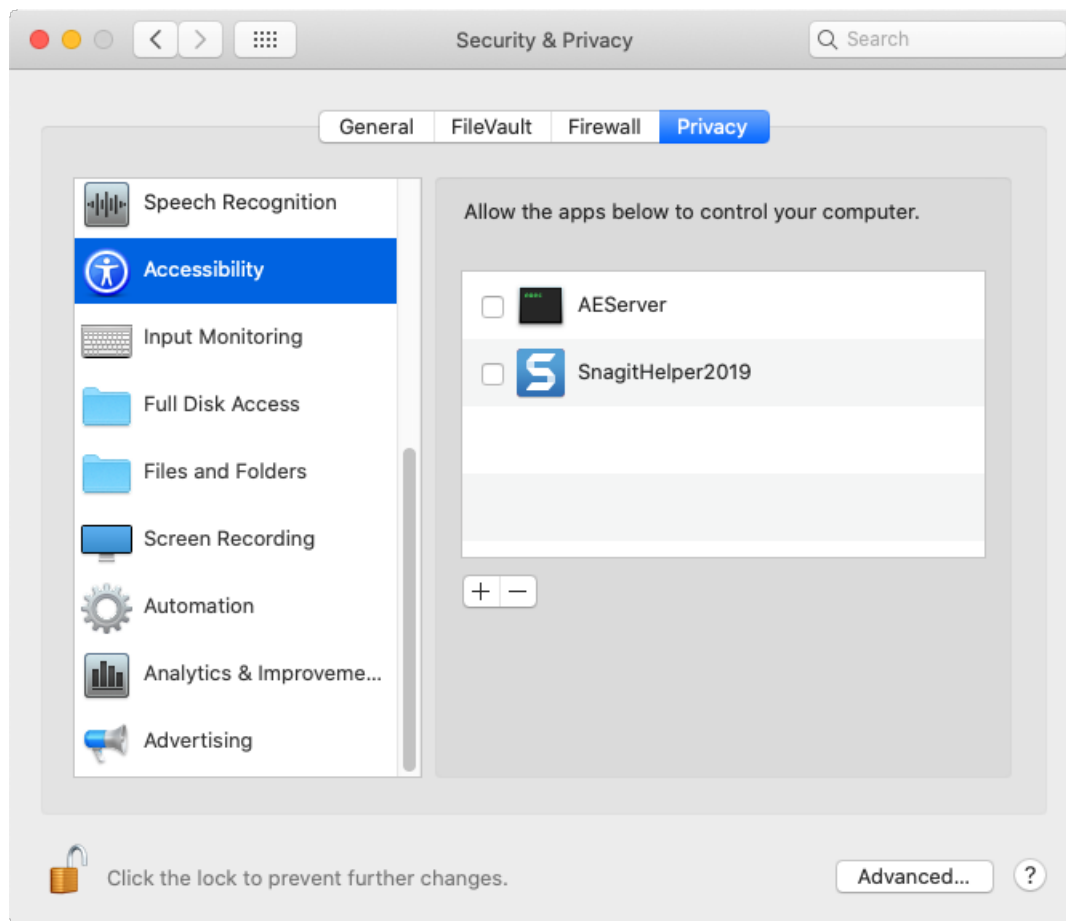 Security & Privacy
Search
General FileVault Firewall Privacy
Speech Recognition
Accessibility
Input Monitoring
Full Disk Access
Files and Folders
Screen Recording
Automation
Analytics & Improveme...
Advertising
Allow the apps below to control your computer.
AEServer
SnagitHelper2019
+ −
Click the lock to prevent further changes.
Advanced... ?